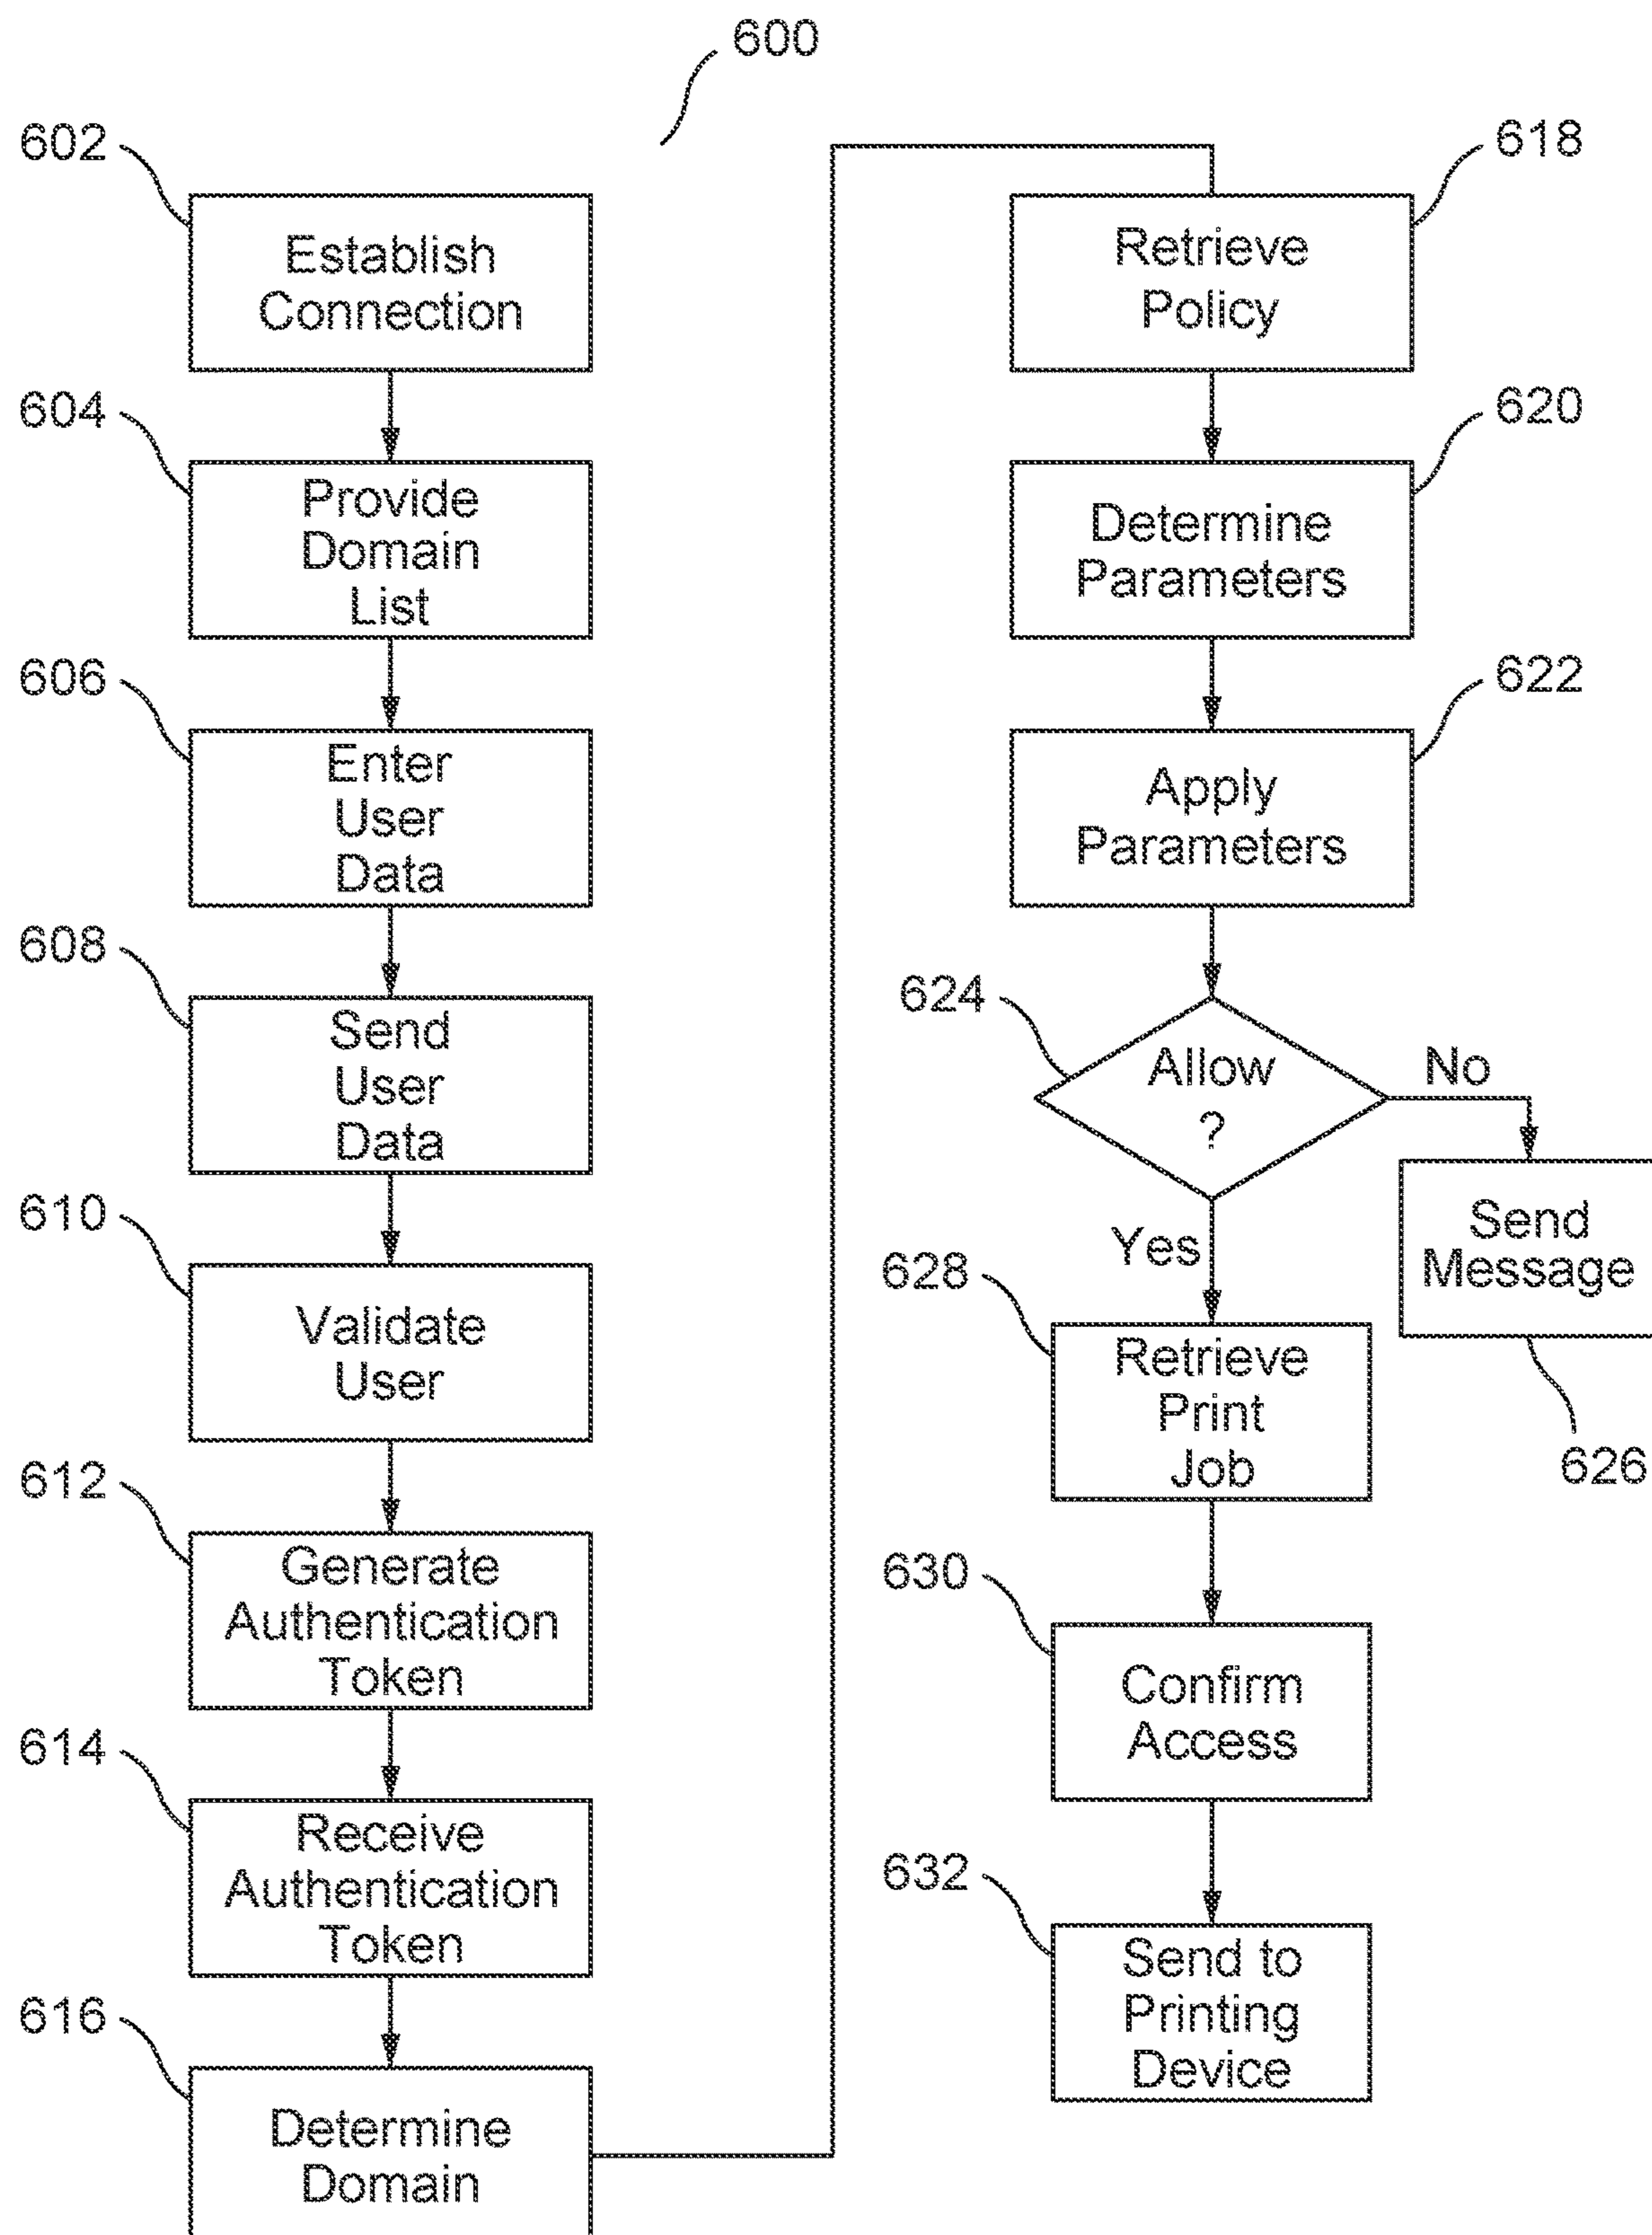 600
602
Establish
Connection
604
Provide
Domain
List
606
Enter
User
Data
608
Send
User
Data
610
Validate
User
612
Generate
Authentication
Token
614
Receive
Authentication
Token
616
Determine
Domain
618
Retrieve
Policy
620
Determine
Parameters
622
Apply
Parameters
624
Allow
?
No
Send
Message
626
Yes
628
Retrieve
Print
Job
630
Confirm
Access
632
Send to
Printing
Device